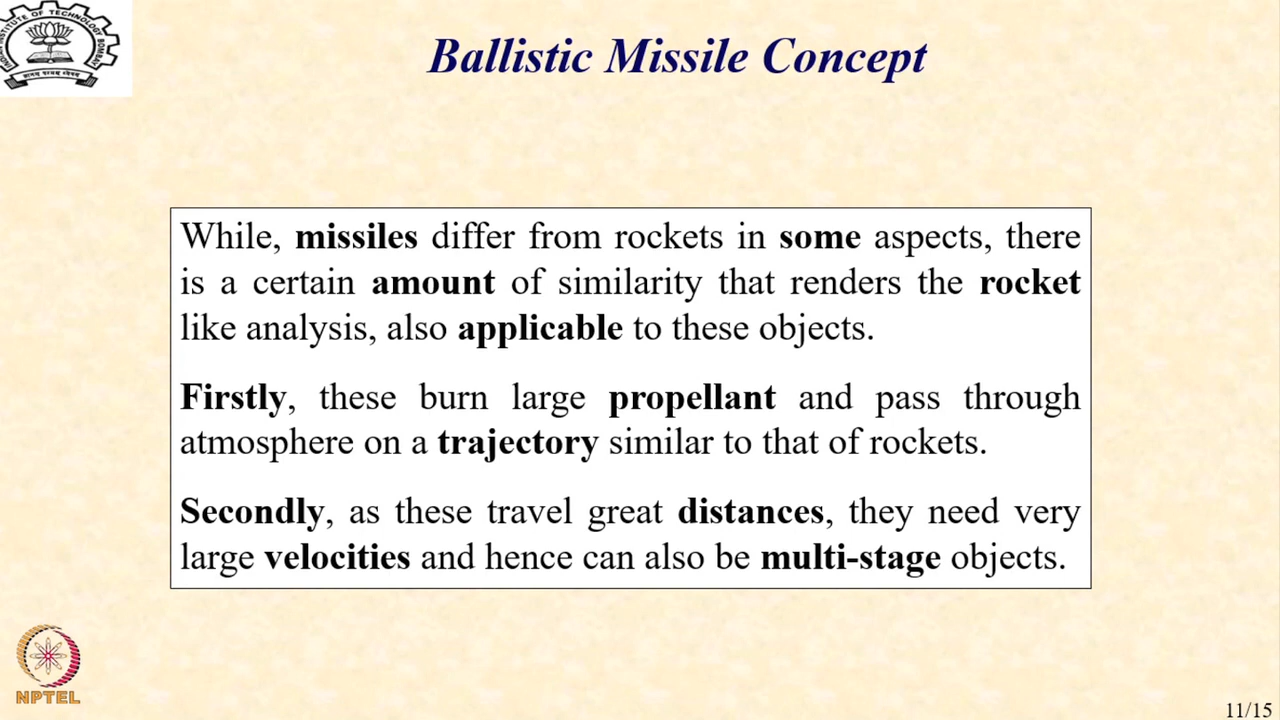 Ballistic Missile Concept
While, missiles differ from rockets in some aspects, there
is a certain amount of similarity that renders the rocket
like analysis, also applicable to these objects.
Firstly, these burn large propellant and pass through
atmosphere on a trajectory similar to that of rockets.
Secondly, as these travel great distances, they need very
large velocities and hence can also be multi-stage objects.
NPTEL
11/15